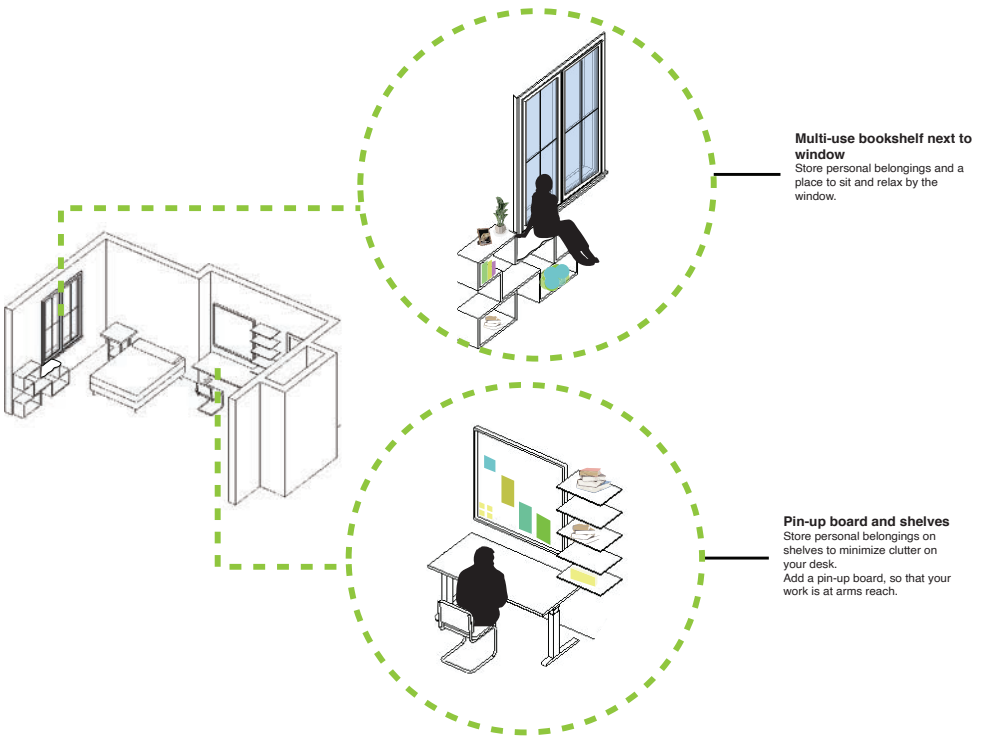 Multi-use bookshelf next to
window
Store personal belongings and a
place to sit and relax by the
window.
Pin-up board and shelves
Store personal belongings on
shelves to minimize clutter on
your desk.
Add a pin-up board, so that your
work is at arms reach.